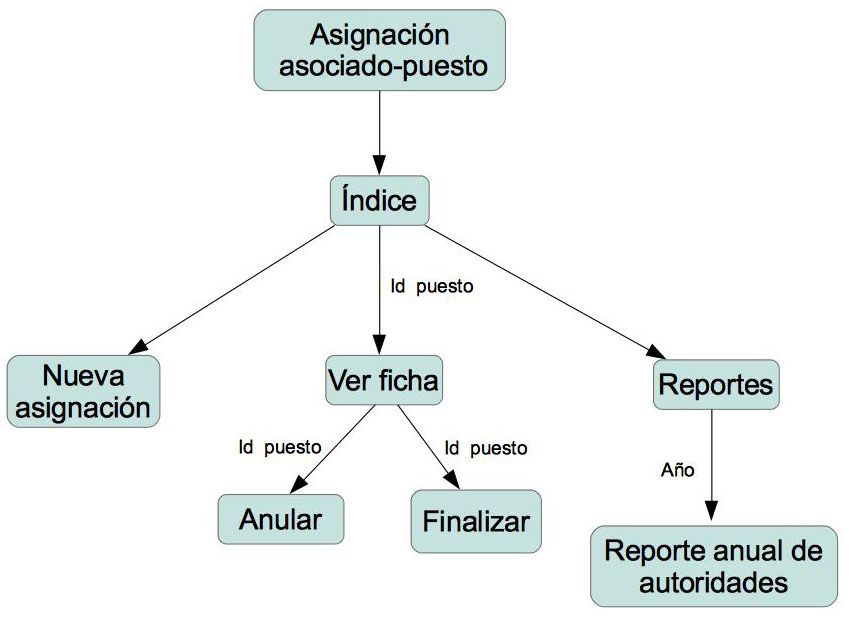 Asignación
asociado-puesto
Índice
Id puesto
Nueva
asignación
Ver ficha
Reportes
Id puesto
Id puesto
Año
Anular
Finalizar
Reporte anual de
autoridades